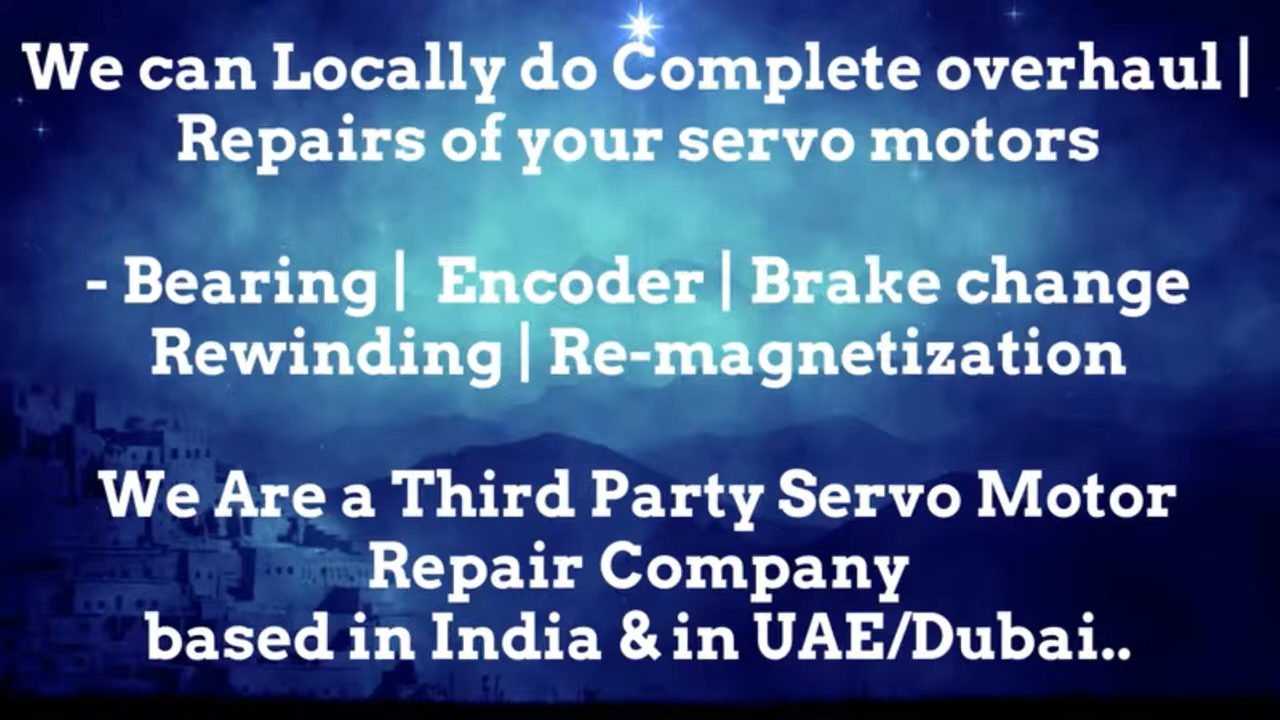 We can Locally do Complete overhaul |
Repairs of your servo motors
- Bearing | Encoder | Brake change
Rewinding | Re-magnetization
We Are a Third Party Servo Motor
Repair Company
based in India & in UAE/Dubai..